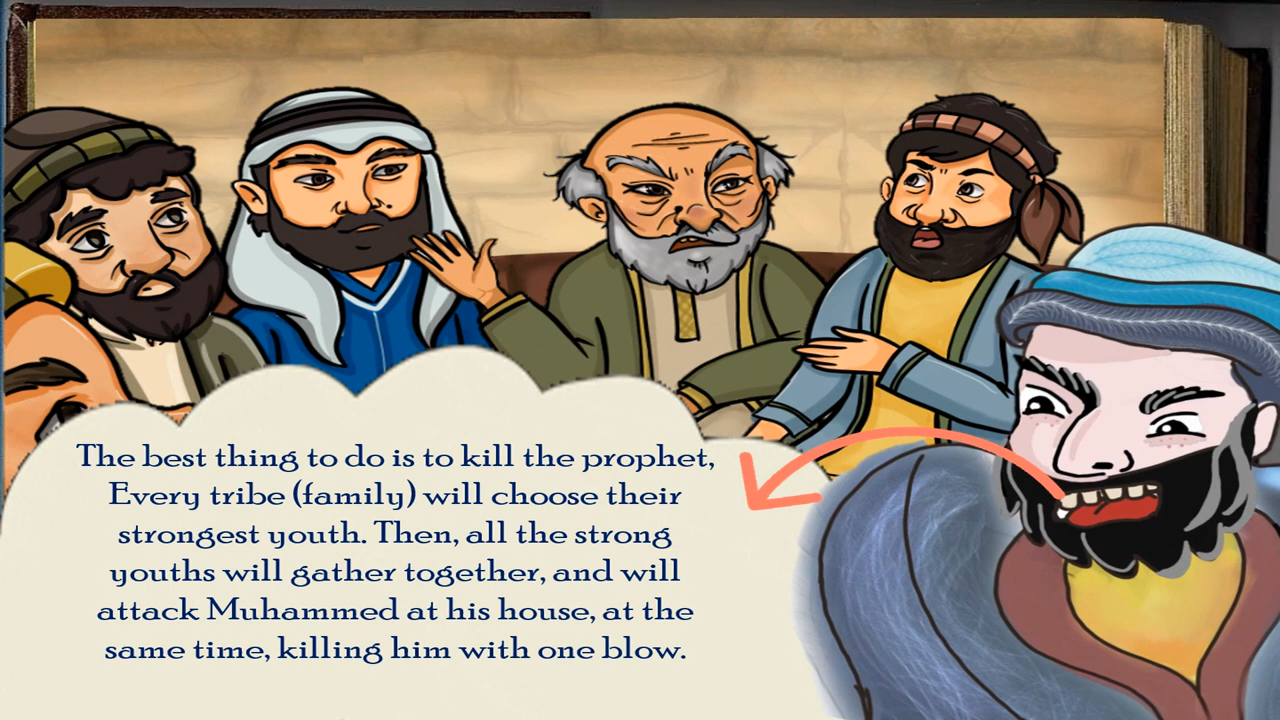 The best thing to do is to kill the prophet,
Every tribe (family) will choose their
strongest youth. Then, all the strong
youths will gather together, and will
attack Muhammed at his house, at the
same time, killing him with one blow.